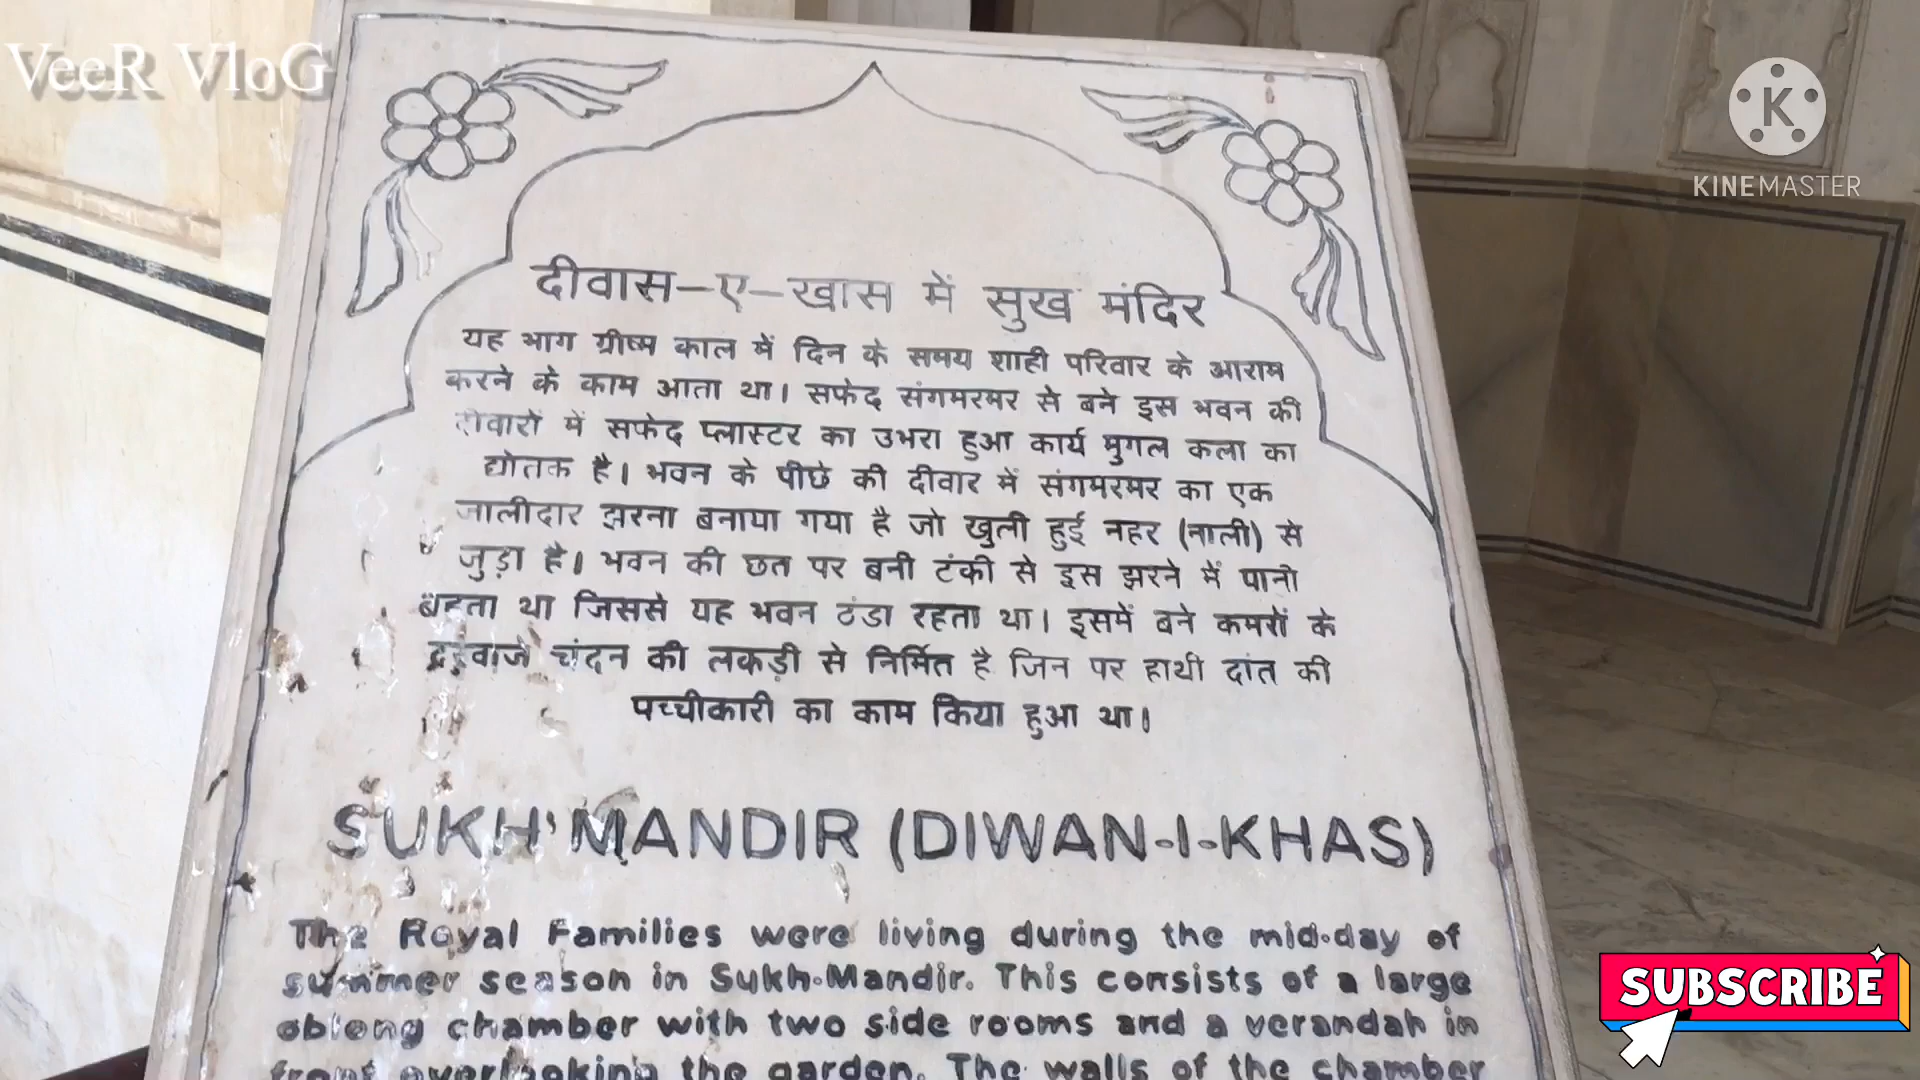 VeeR VloG
KINEMASTER
दीवास-ए-खास में सुख मंदिर
यह भाग ग्रीष्म काल में दिन के समय शाही परिवार के आराम
करने के काम आता था। सफेद संगमरमर से बने इस भवन की
दीवारों में सफेद प्लास्टर का उभरा हुआ कार्य मुगल कला का
द्योतक है। भवन के पीछे की दीवार में संगमरमर का एक
जालीदार झरना बनाया गया है जो खुली हुई नहर (नाली) से
जुड़ा है। भवन की छत पर बनी टंकी से इस झरने में पानी
बहता था जिससे यह भवन ठंडा रहता था। इसमें बने कमरों के
दरवाजे चंदन की लकड़ी से निर्मित है जिन पर हाथी दांत की
पच्चीकारी का काम किया हुआ था।
SUKH MANDIR (DIWAN-I-KHAS)
The Royal Families were living during the mid-day of
summer season in Sukh-Mandir. This consists of a large
oblong chamber with two side rooms and a verandah in
front overlooking the garden. The walls of the chamber
SUBSCRIBE